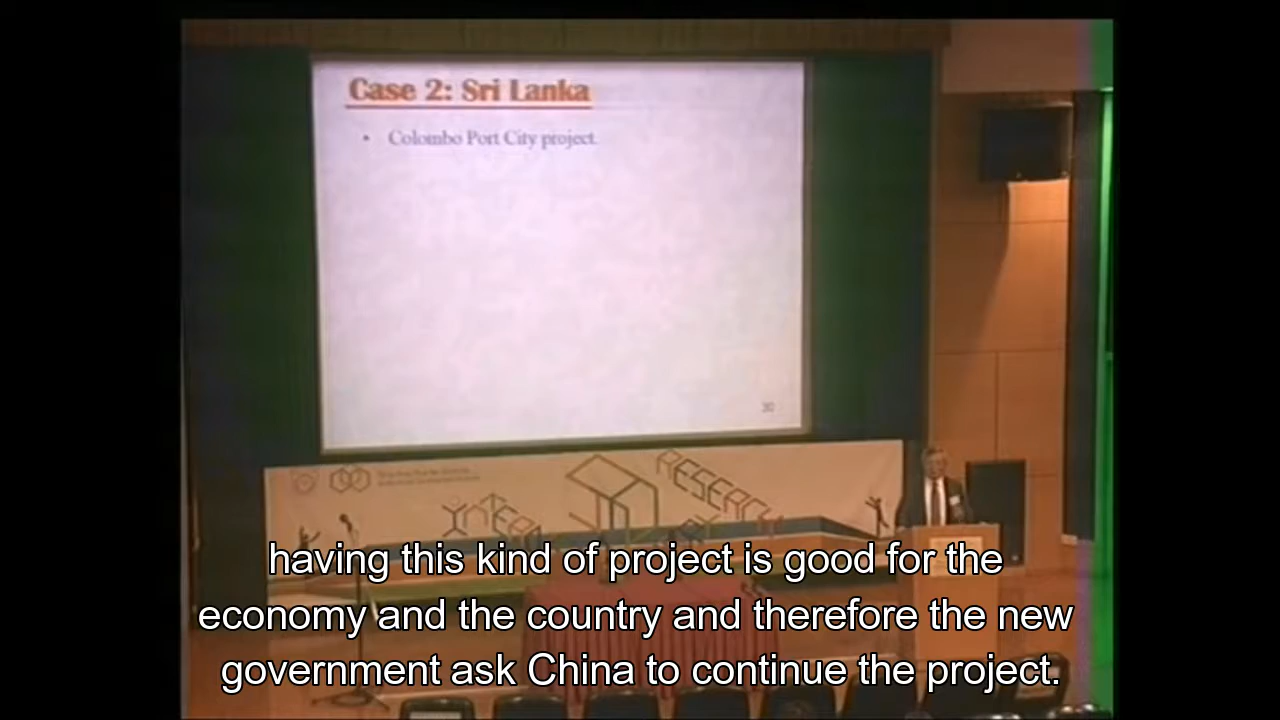 Case 2: Sri Lanka
• Colombo Port City project
30
RESEARCH
having this kind of project is good for the
economy and the country and therefore the new
government ask China to continue the project.